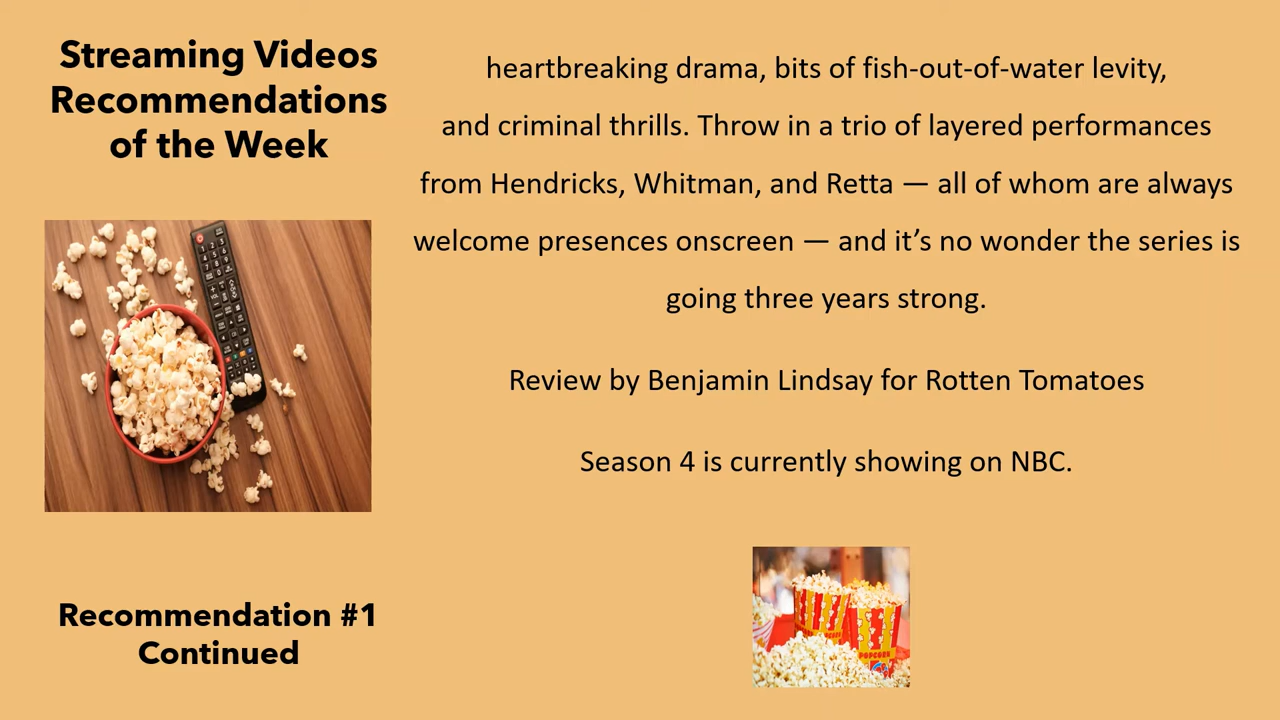 Streaming Videos
Recommendations
of the Week
heartbreaking drama, bits of fish-out-of-water levity,
and criminal thrills. Throw in a trio of layered performances
from Hendricks, Whitman, and Retta — all of whom are always
welcome presences onscreen — and it’s no wonder the series is
going three years strong.
Review by Benjamin Lindsay for Rotten Tomatoes
Season 4 is currently showing on NBC.
Recommendation #1
Continued
POPCORN